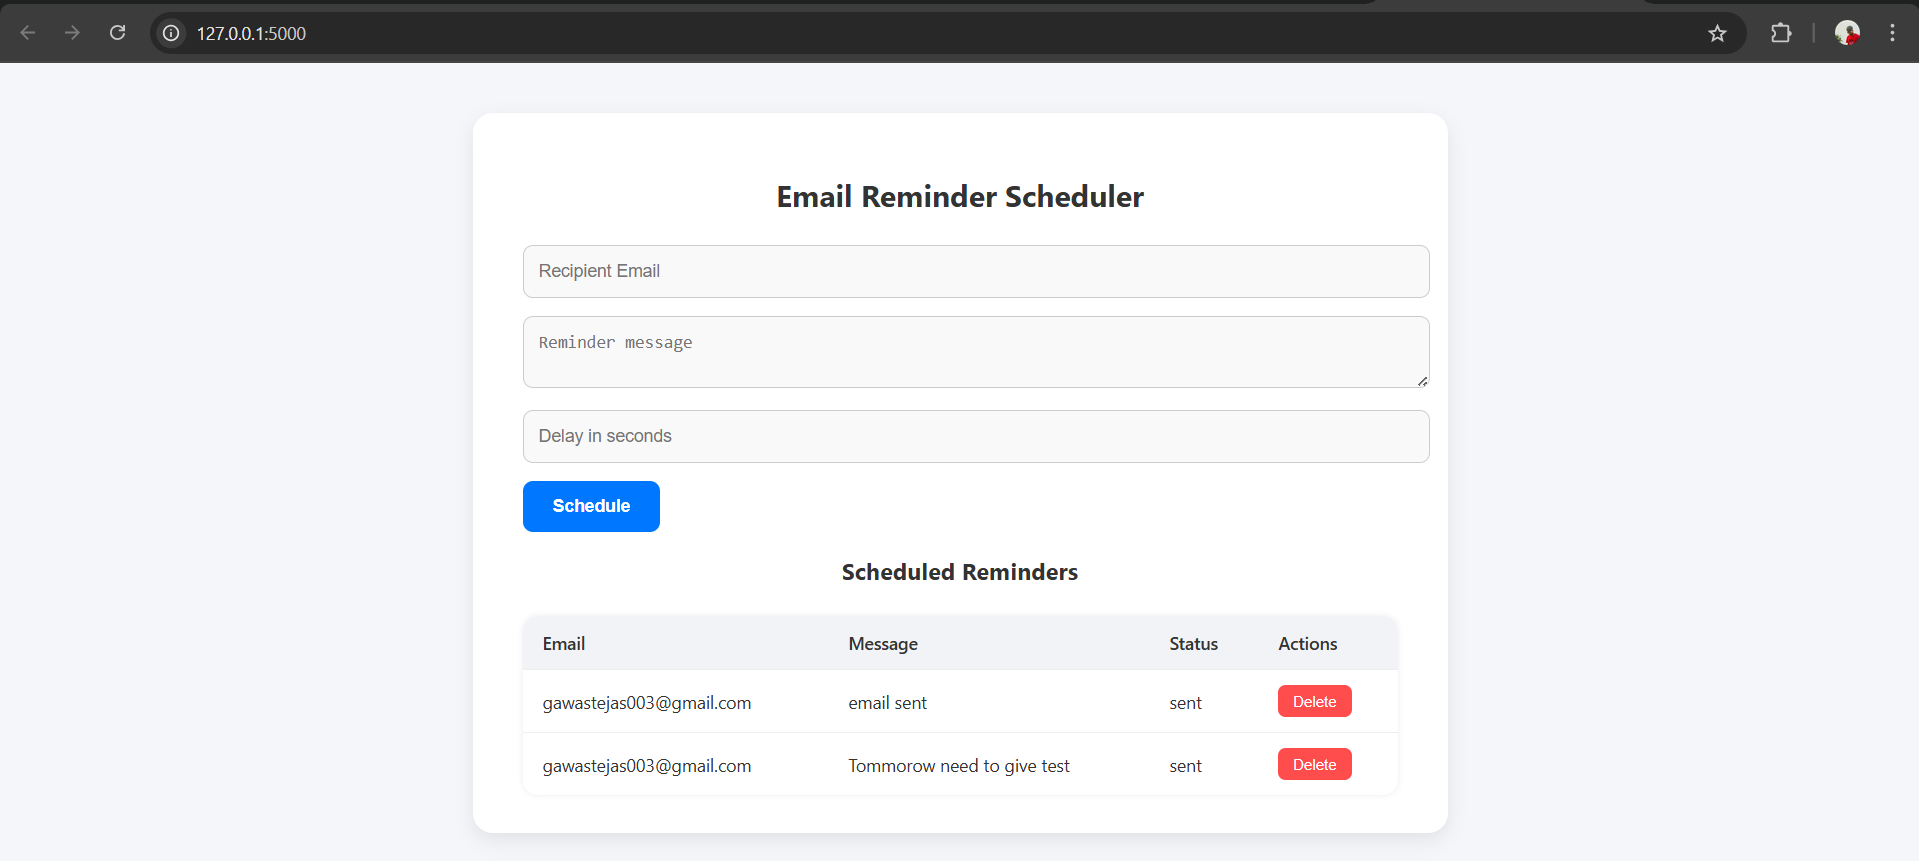 127.0.0.1:5000
Email Reminder Scheduler
Recipient Email
Reminder message
Delay in seconds
Schedule
Scheduled Reminders
Email Message Status Actions
gawastejas003@gmail.com email sent sent Delete
gawastejas003@gmail.com Tommorow need to give test sent Delete